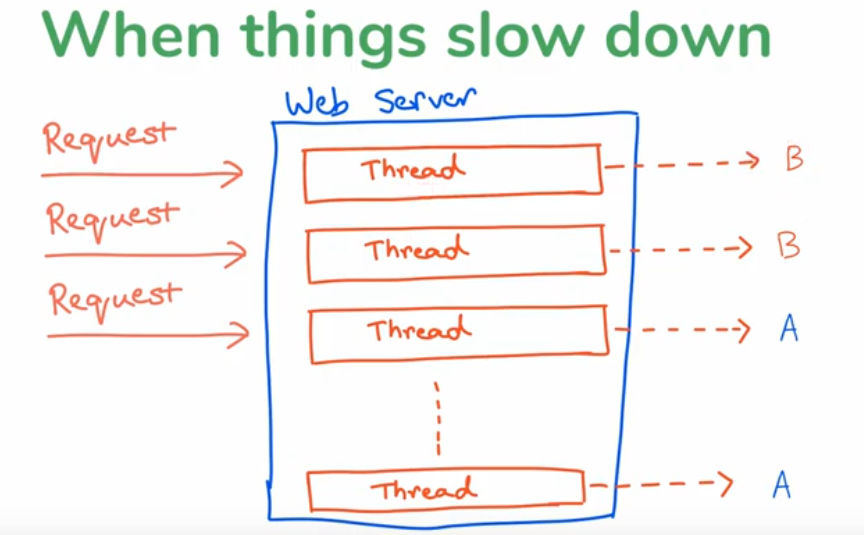 When things slow down
Web Server
Request
Thread
B
Request
Thread
B
Request
Thread
A
Thread
A